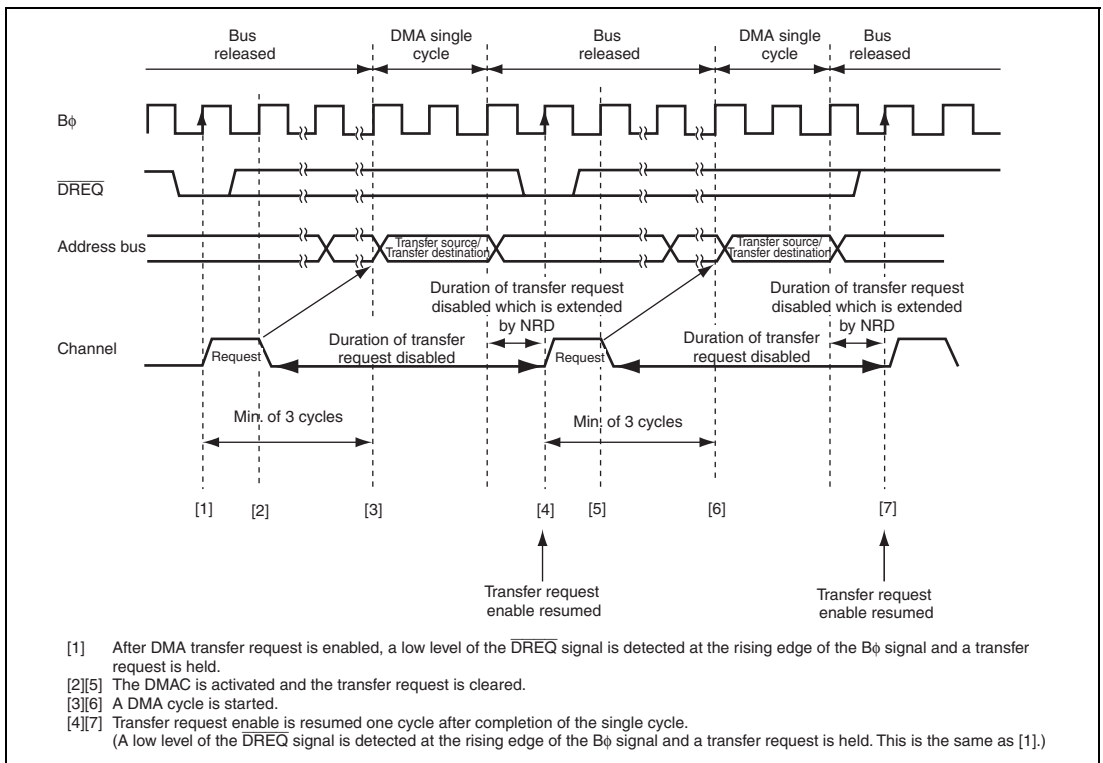 Bus released
DMA single cycle
Bus released
DMA single cycle
Bus released
Bφ
D̅R̅E̅Q̅
Address bus
Transfer source/
Transfer destination
Transfer source/
Transfer destination
Duration of transfer request
disabled which is extended
by NRD
Duration of transfer request
disabled which is extended
by NRD
Channel
Request
Duration of transfer
request disabled
Request
Duration of transfer
request disabled
Min. of 3 cycles
Min. of 3 cycles
[1]
[2]
[3]
[4]
[5]
[6]
[7]
Transfer request
enable resumed
Transfer request
enable resumed
[1] After DMA transfer request is enabled, a low level of the D̅R̅E̅Q̅ signal is detected at the rising edge of the Bφ signal and a transfer
request is held.
[2][5] The DMAC is activated and the transfer request is cleared.
[3][6] A DMA cycle is started.
[4][7] Transfer request enable is resumed one cycle after completion of the single cycle.
(A low level of the D̅R̅E̅Q̅ signal is detected at the rising edge of the Bφ signal and a transfer request is held. This is the same as [1].)